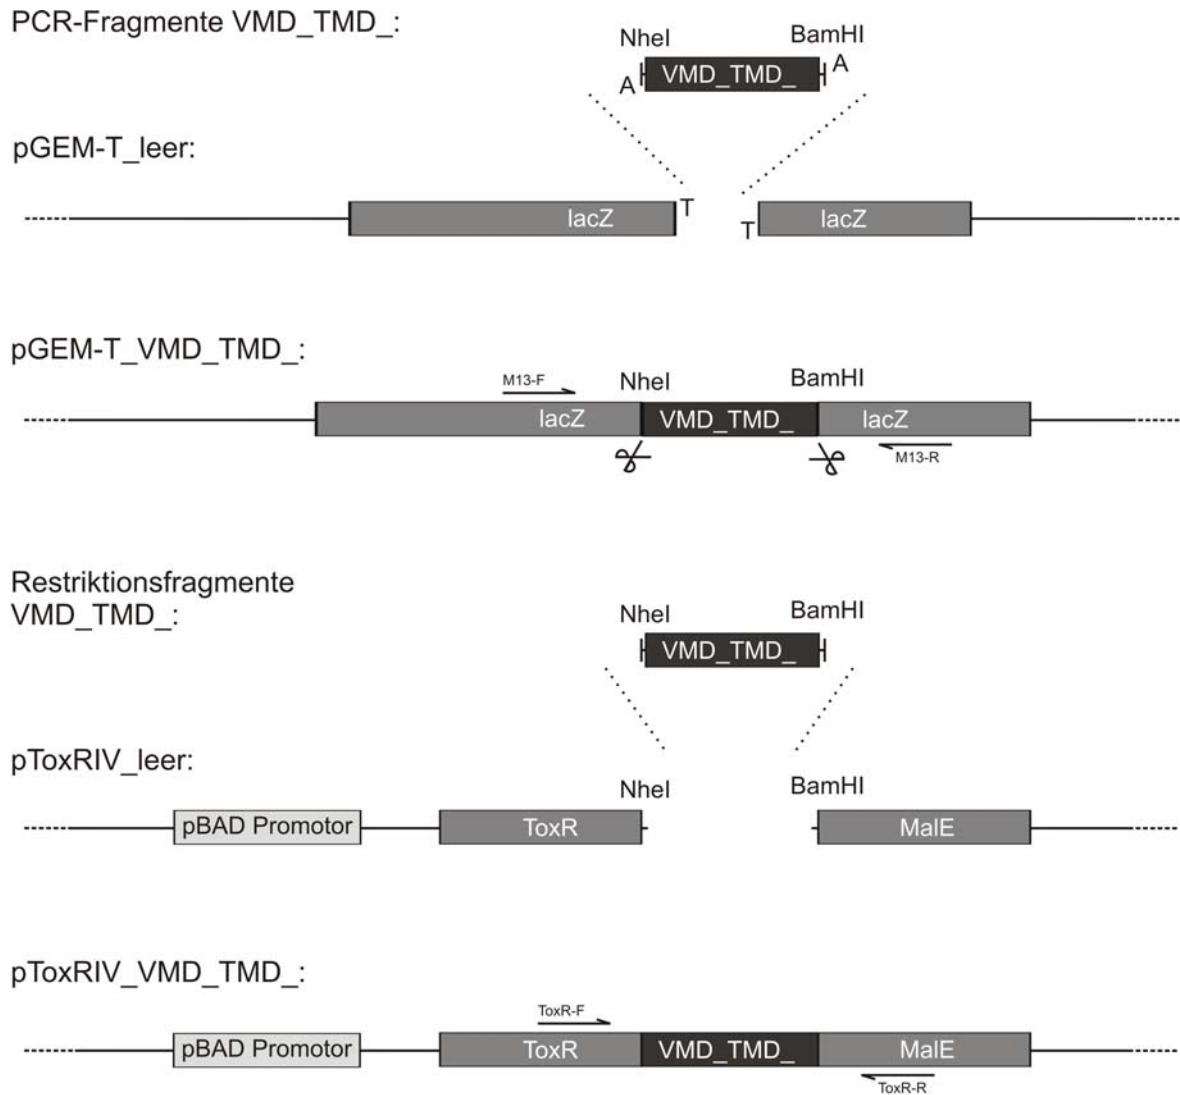 PCR-Fragmente VMD_TMD_:
NheI BamHI
A VMD_TMD_ A
pGEM-T_leer:
lacZ T T lacZ
pGEM-T_VMD_TMD_:
M13-F NheI BamHI
lacZ VMD_TMD_ lacZ
M13-R
Restriktionsfragmente
VMD_TMD_:
NheI BamHI
VMD_TMD_
pToxRIV_leer:
NheI BamHI
pBAD Promotor ToxR MalE
pToxRIV_VMD_TMD_:
ToxR-F
pBAD Promotor ToxR VMD_TMD_ MalE
ToxR-R